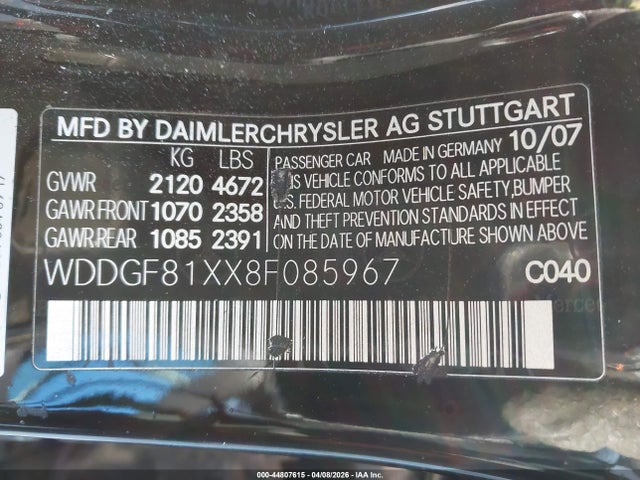 MFD BY DAIMLERCHRYSLER AG STUTTGART
KG LBS
GVWR 2120 4672
GAWR FRONT 1070 2358
GAWR REAR 1085 2391
PASSENGER CAR MADE IN GERMANY 10/07
VEHICLE CONFORMS TO ALL APPLICABLE
FEDERAL MOTOR VEHICLE SAFETY, BUMPER
AND THEFT PREVENTION STANDARDS IN EFFECT
ON DATE OF MANUFACTURE SHOWN ABOVE
WDDGF81XX8F085967 C040
000-44807615 - 04/08/2026 - IAA Inc.